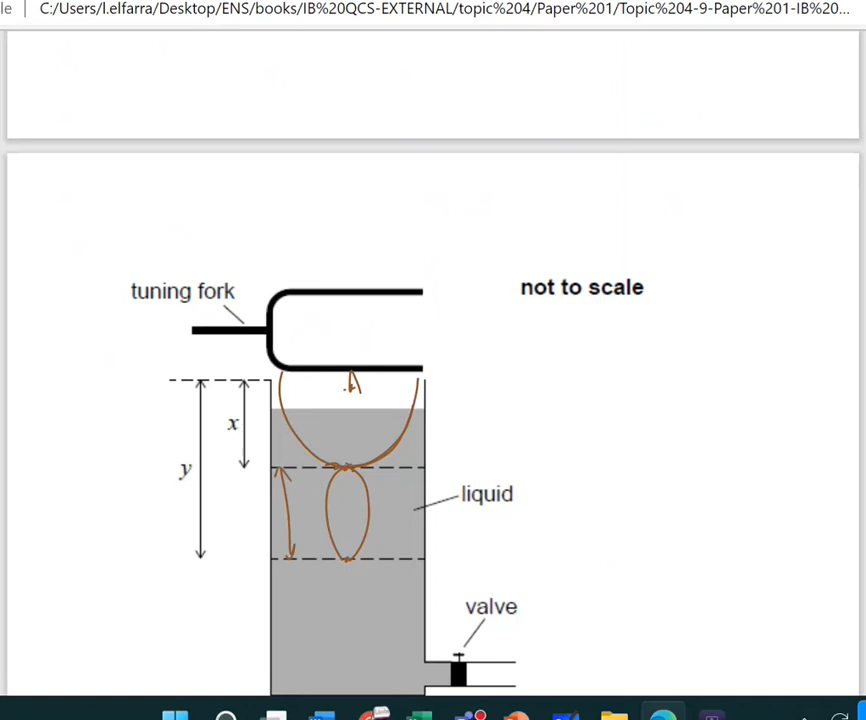 le | C:/Users/l.elfarra/Desktop/ENS/books/IB%20QCS-EXTERNAL/topic%204/Paper%201/Topic%204-9-Paper%201-IB%20...
tuning fork
not to scale
x
y
liquid
valve